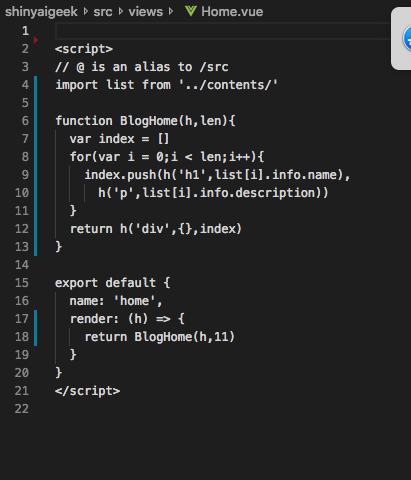 shinyaigeek › src › views › Home.vue
1
2 <script>
3 // @ is an alias to /src
4 import list from '../contents/'
5
6 function BlogHome(h,len){
7 var index = []
8 for(var i = 0;i < len;i++){
9 index.push(h('h1',list[i].info.name),
10 h('p',list[i].info.description))
11 }
12 return h('div',{},index)
13 }
14
15 export default {
16 name: 'home',
17 render: (h) => {
18 return BlogHome(h,11)
19 }
20 }
21 </script>
22